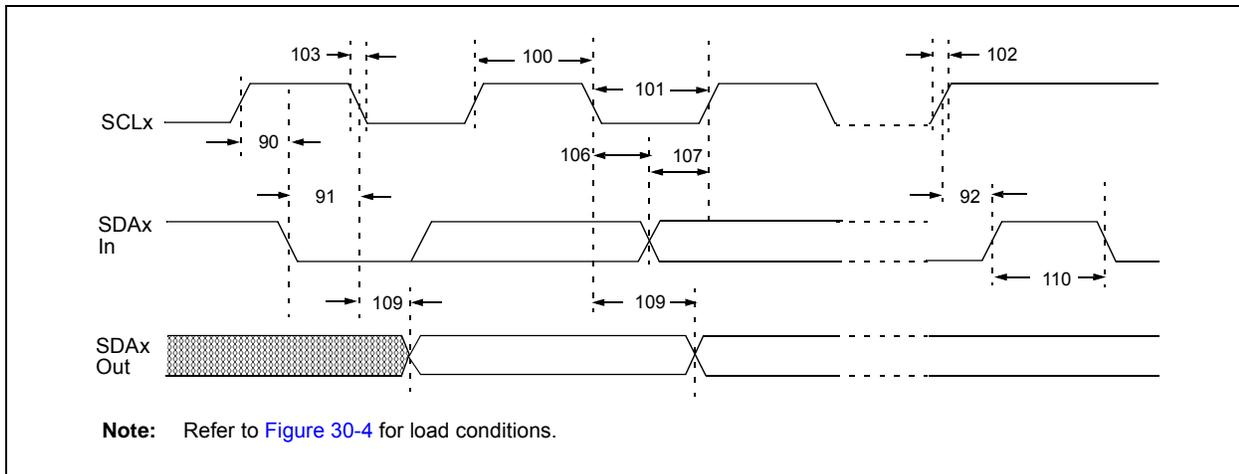 103
100
102
101
SCLx
90
106
107
91
92
SDAx
In
110
109
109
SDAx
Out
Note: Refer to Figure 30-4 for load conditions.